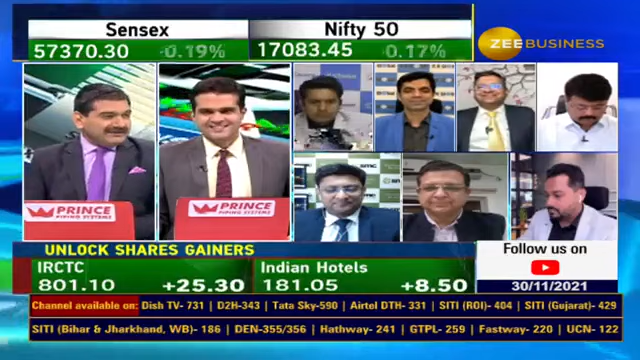 Sensex
57370.30 -0.19%
Nifty 50
17083.45 -0.17%
ZEE BUSINESS
PRINCE
PIPING SYSTEMS
PRINCE
PIPING SYSTEMS
UNLOCK SHARES GAINERS
IRCTC
801.10 +25.30
Indian Hotels
181.05 +8.50
Follow us on
30/11/2021
Channel available on: Dish TV- 731 | D2H-343 | Tata Sky-590 | Airtel DTH- 331 | SITI (ROI)- 404 | SITI (Gujarat)- 429
SITI (Bihar & Jharkhand, WB)- 186 | DEN-355/356 | Hathway- 241 | GTPL- 259 | Fastway- 220 | UCN- 122